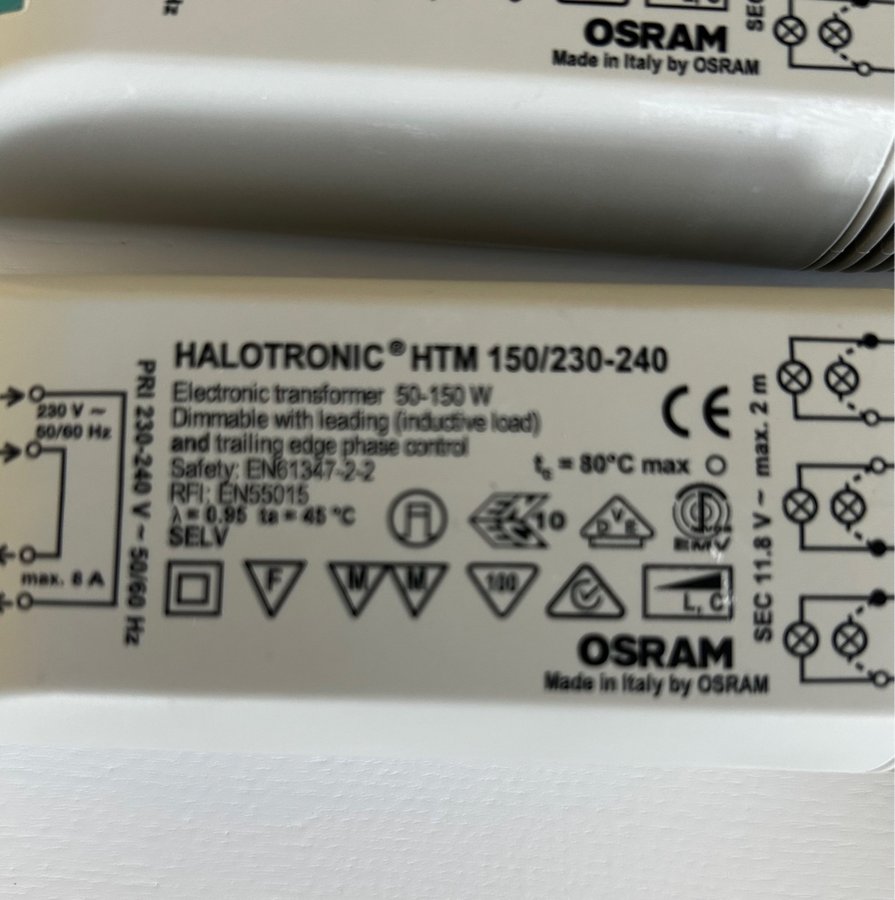 OSRAM
Made in Italy by OSRAM
HALOTRONIC® HTM 150/230-240
Electronic transformer 50-150 W
Dimmable with leading (inductive load)
and trailing edge phase control
Safety: EN61347-2-2
RFI: EN55015
λ = 0.95 ta = 45 °C
SELV
tc = 80°C max
230 V ~
50/60 Hz
max. 8 A
PRI 230-240 V ~ 50/60 Hz
10
DVE
EMV
F
M M
100
L, C
SEC 11.8 V ~ max. 2 m
OSRAM
Made in Italy by OSRAM